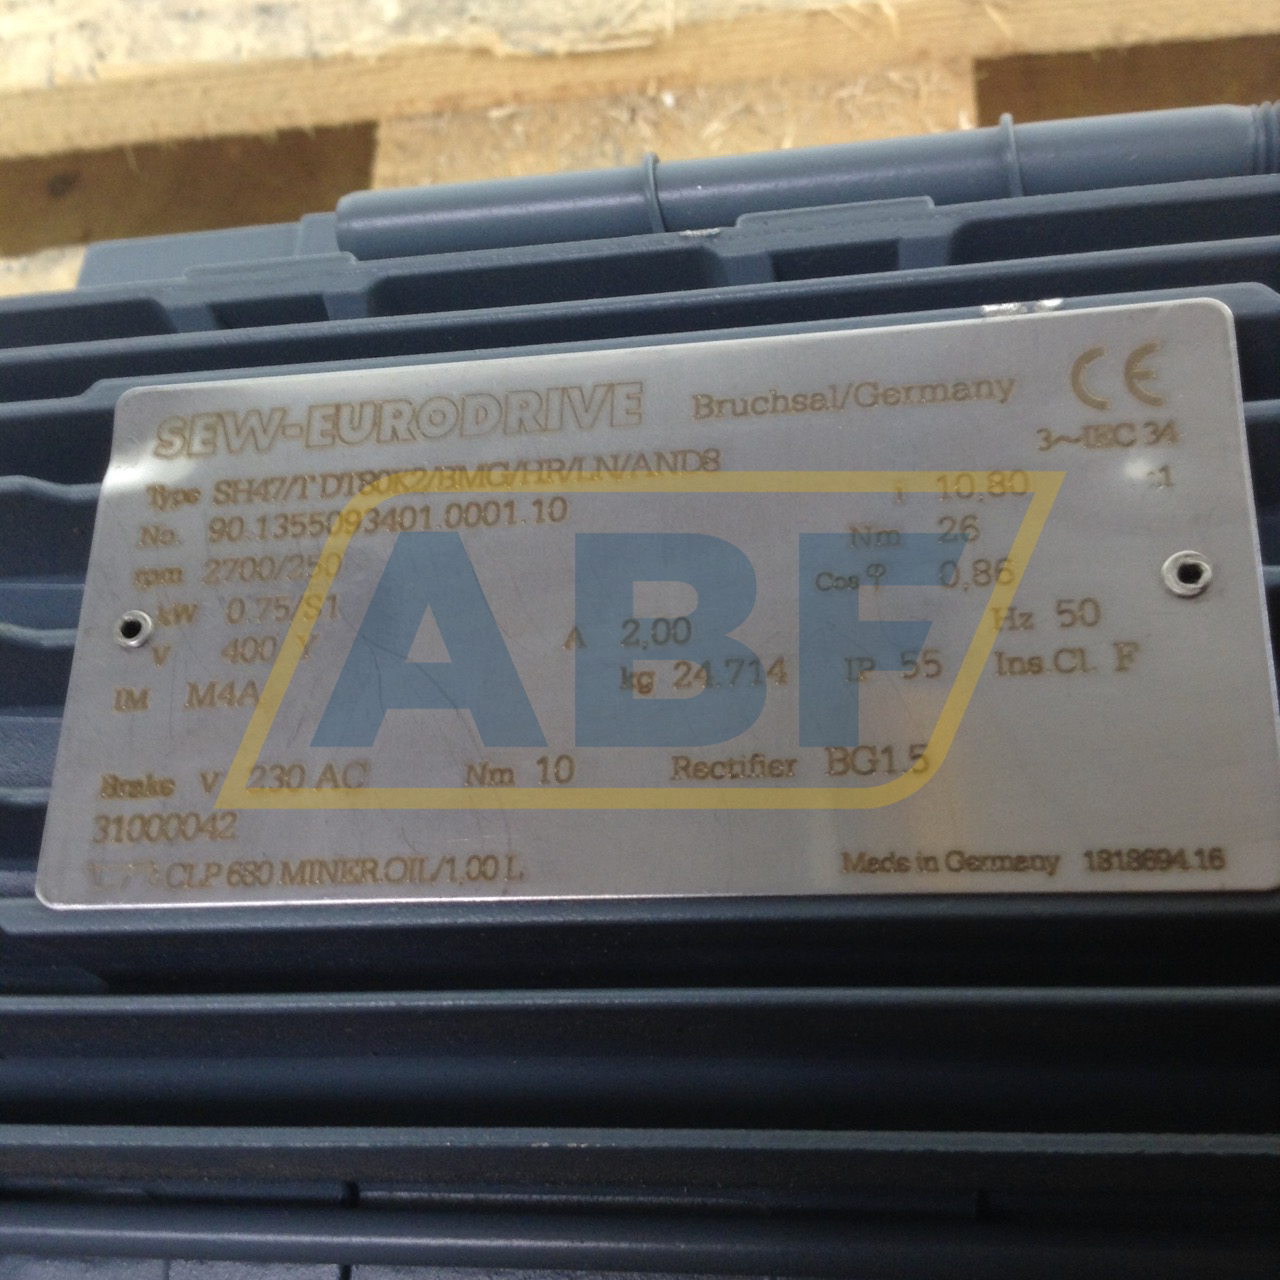 SEW-EURODRIVE Bruchsal/Germany CE
3~IEC 34
Type SH47/T DT80K2/BMG/HR/LN/AND8
No. 90.1355093401.0001.10 i 10,80 :1
rpm 2700/250 Nm 26
kW 0.75/S1 Cos φ 0,86
V 400 Y A 2,00 Hz 50
IM M4A kg 24.714 IP 55 Ins.Cl. F
Brake V 230 AC Nm 10 Rectifier BG1.5
31000042
CLP 680 MINER.OIL/1,00 L Made in Germany 1818694.16
ABF